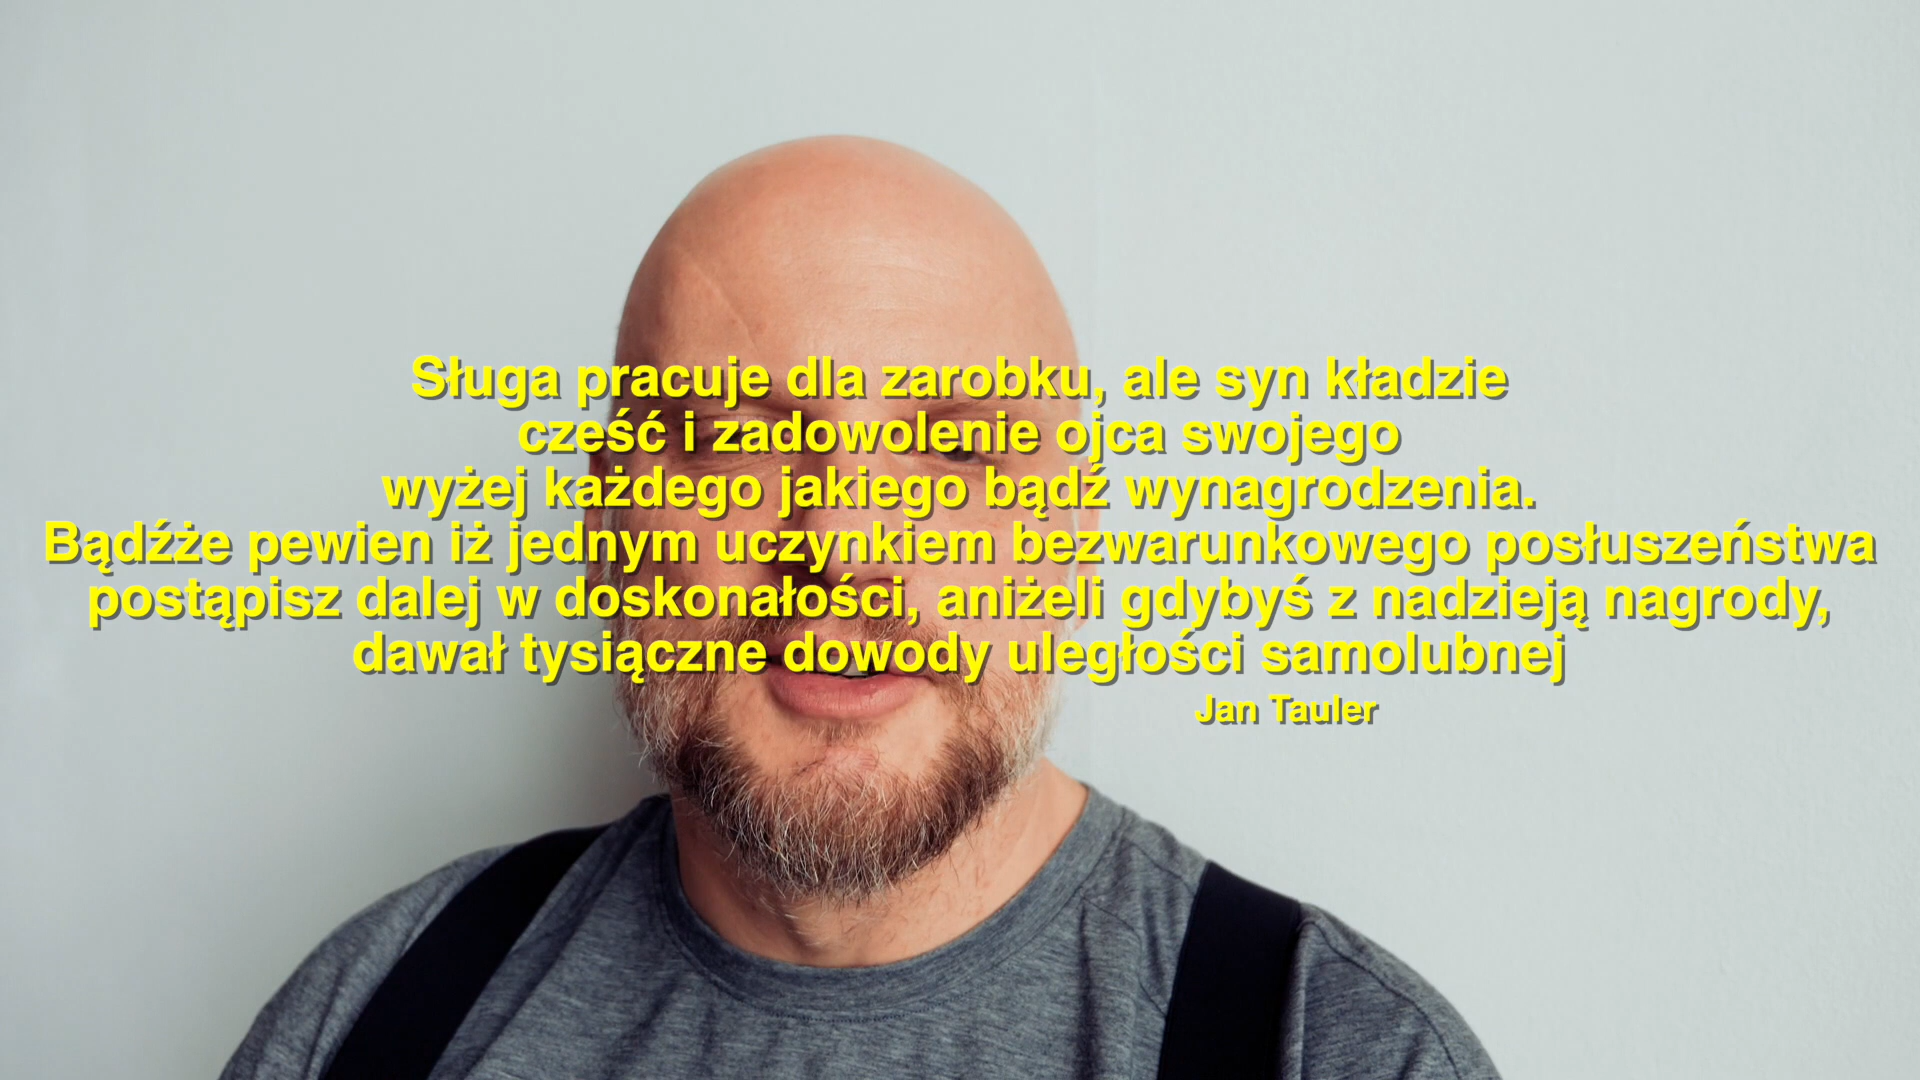 Sługa pracuje dla zarobku, ale syn kładzie
cześć i zadowolenie ojca swojego
wyżej każdego jakiego bądź wynagrodzenia.
Bądźże pewien iż jednym uczynkiem bezwarunkowego posłuszeństwa
postąpisz dalej w doskonałości, aniżeli gdybyś z nadzieją nagrody,
dawał tysiączne dowody uległości samolubnej
Jan Tauler